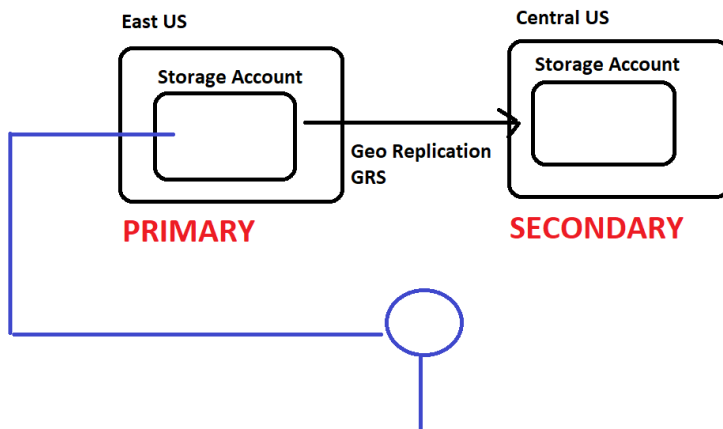 East US
Central US
Storage Account
Storage Account
Geo Replication
GRS
PRIMARY
SECONDARY